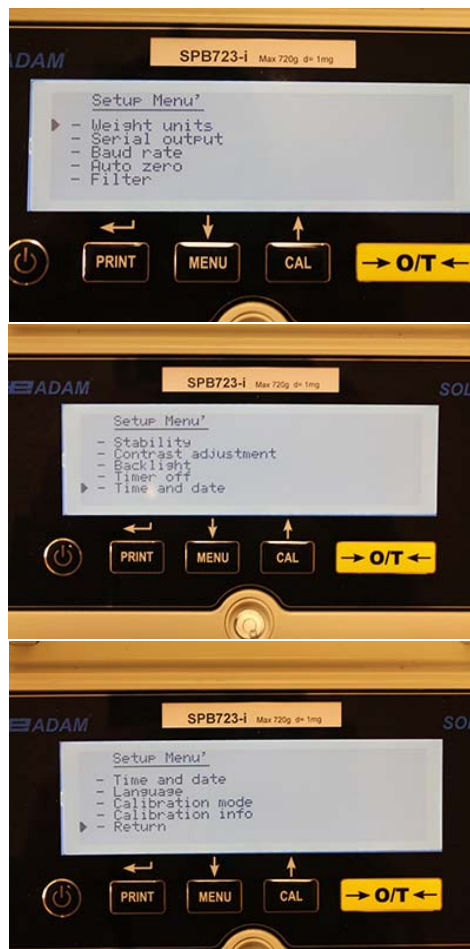 ADAM
SPB723-i Max 720g d= 1mg
Setup Menu'
- Weight units
- Serial output
- Baud rate
- Auto zero
- Filter
PRINT MENU CAL → O/T ←
ADAM SPB723-i Max 720g d= 1mg SOL
Setup Menu'
- Stability
- Contrast adjustment
- Backlight
- Timer off
- Time and date
PRINT MENU CAL → O/T ←
SPB723-i Max 720g d= 1mg
ADAM SO
Setup Menu'
- Time and date
- Language
- Calibration mode
- Calibration info
- Return
PRINT MENU CAL → O/T ←